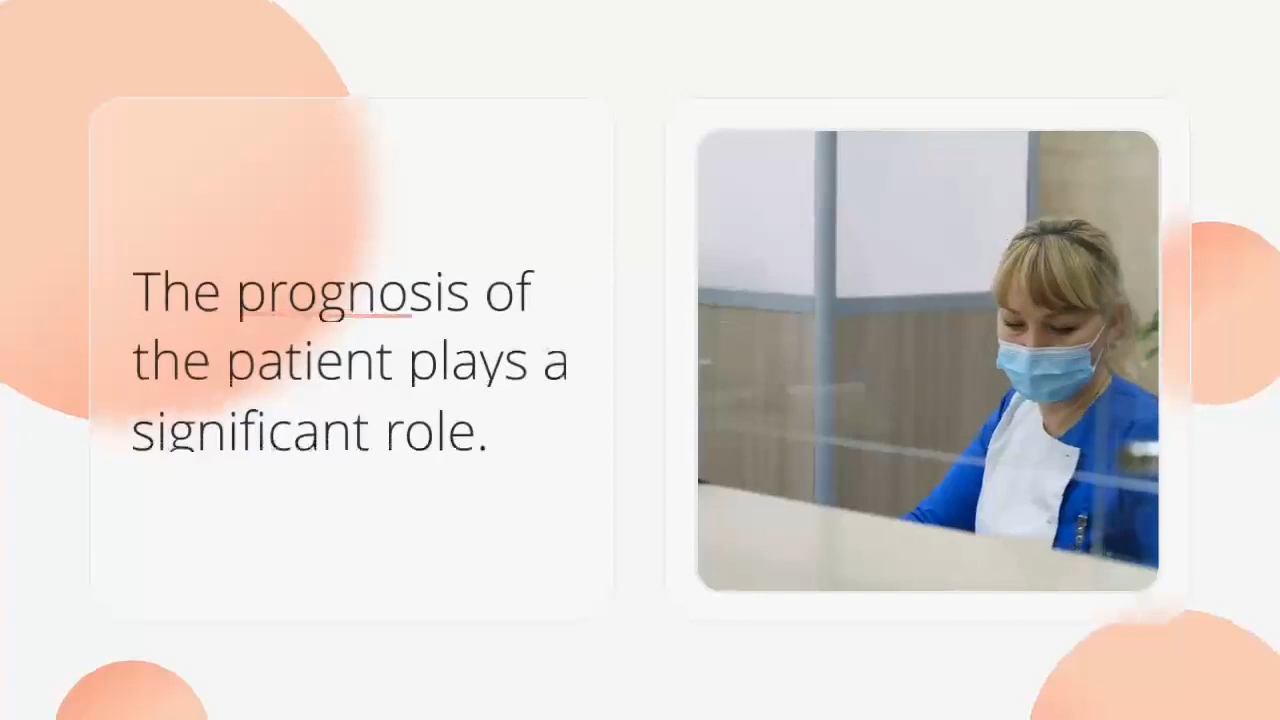 The prognosis of
the patient plays a
significant role.